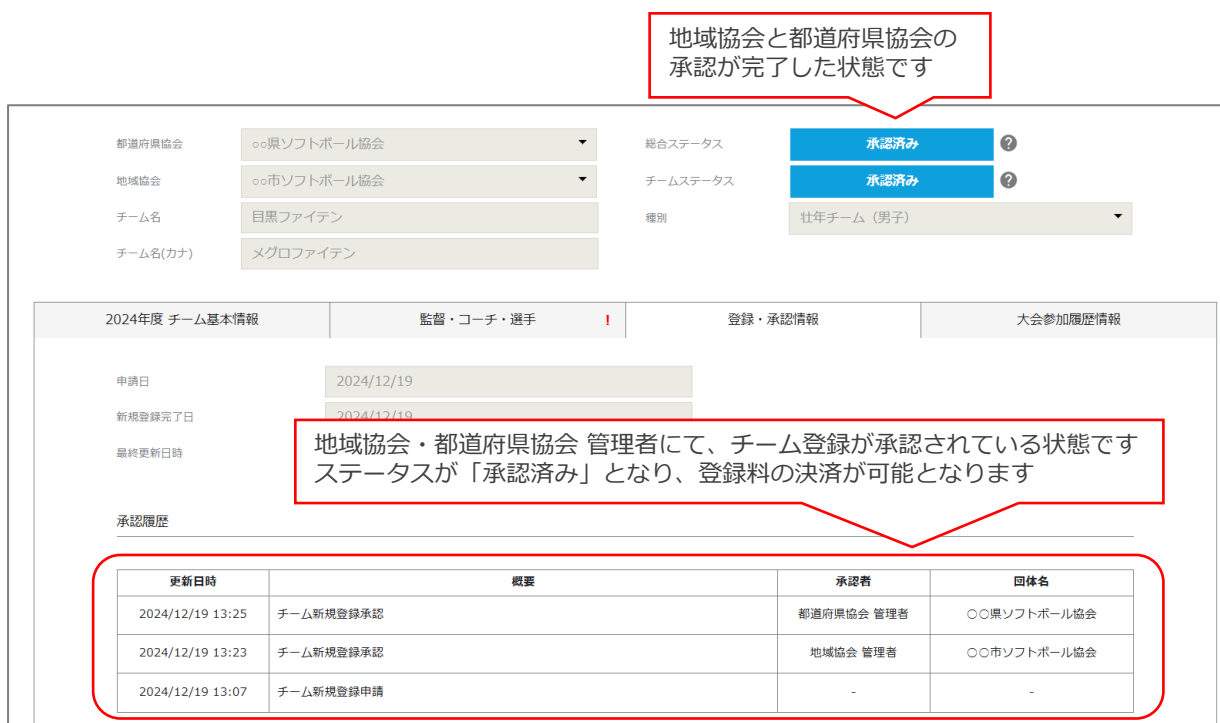 地域協会と都道府県協会の
承認が完了した状態です
都道府県協会 ○○県ソフトボール協会 総合ステータス 承認済み ?
地域協会 ○○市ソフトボール協会 チームステータス 承認済み ?
チーム名 目黒ファイテン 種別 壮年チーム（男子）
チーム名(カナ) メグロファイテン
2024年度 チーム基本情報 監督・コーチ・選手 ! 登録・承認情報 大会参加履歴情報
申請日 2024/12/19
新規登録完了日 2024/12/19
最終更新日時
地域協会・都道府県協会 管理者にて、チーム登録が承認されている状態です
ステータスが「承認済み」となり、登録料の決済が可能となります
承認履歴
更新日時 概要 承認者 団体名
2024/12/19 13:25 チーム新規登録承認 都道府県協会 管理者 ○○県ソフトボール協会
2024/12/19 13:23 チーム新規登録承認 地域協会 管理者 ○○市ソフトボール協会
2024/12/19 13:07 チーム新規登録申請 - -